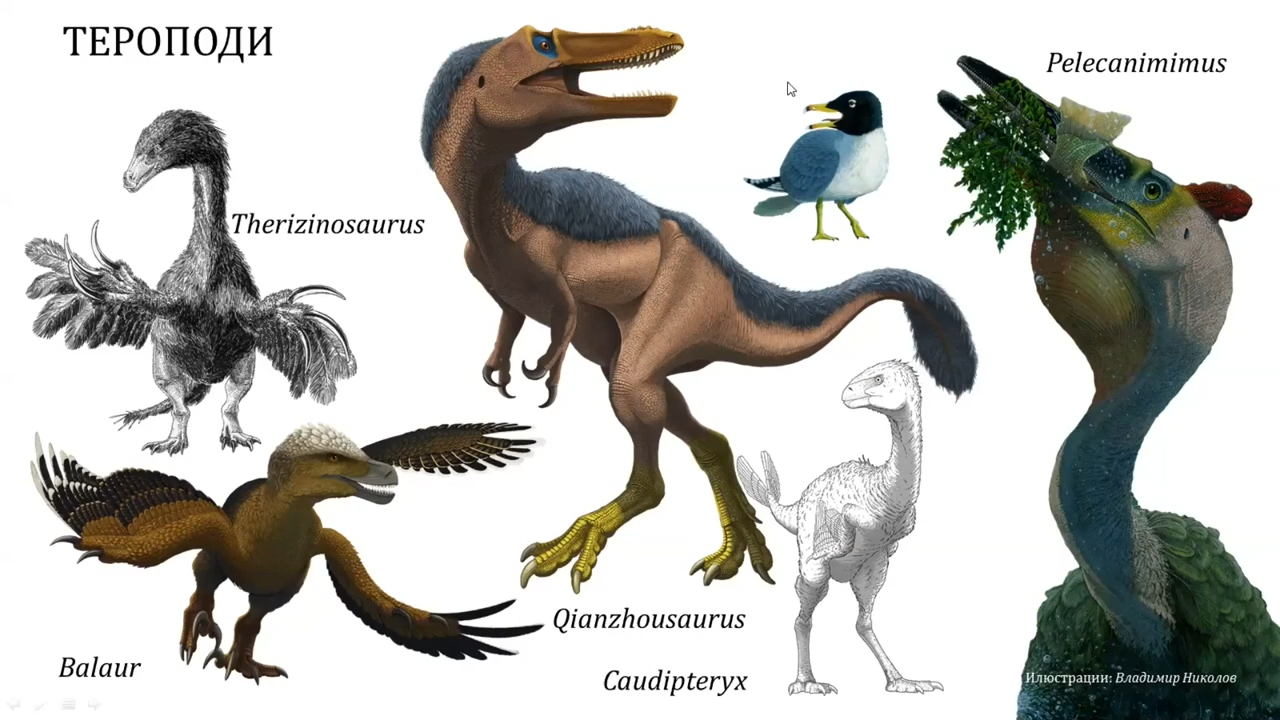 ТЕРОПОДИ
Pelecanimimus
Therizinosaurus
Qianzhousaurus
Balaur
Caudipteryx
Илюстрации: Владимир Николов